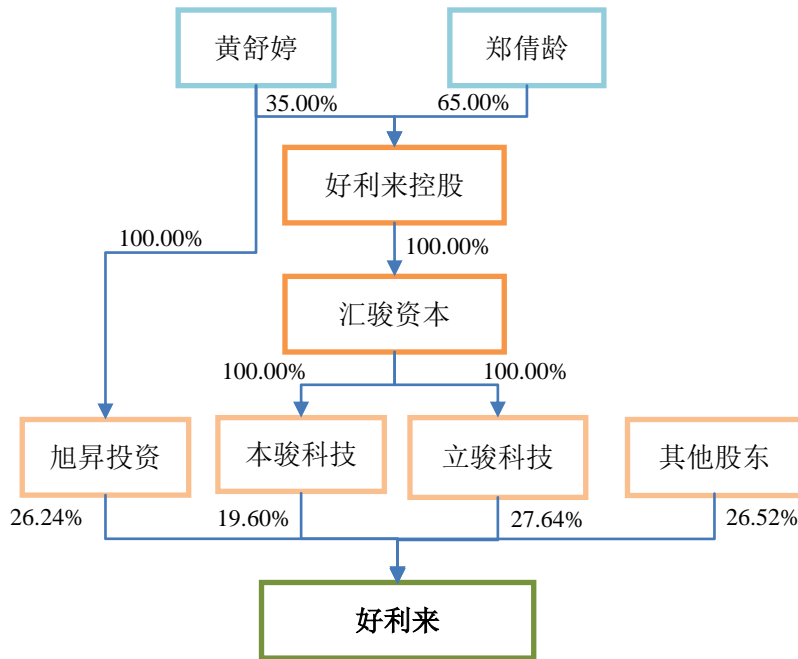 黄舒婷
郑倩龄
35.00%
65.00%
好利来控股
100.00%
100.00%
汇骏资本
100.00%
100.00%
旭昇投资
本骏科技
立骏科技
其他股东
26.24%
19.60%
27.64%
26.52%
好利来